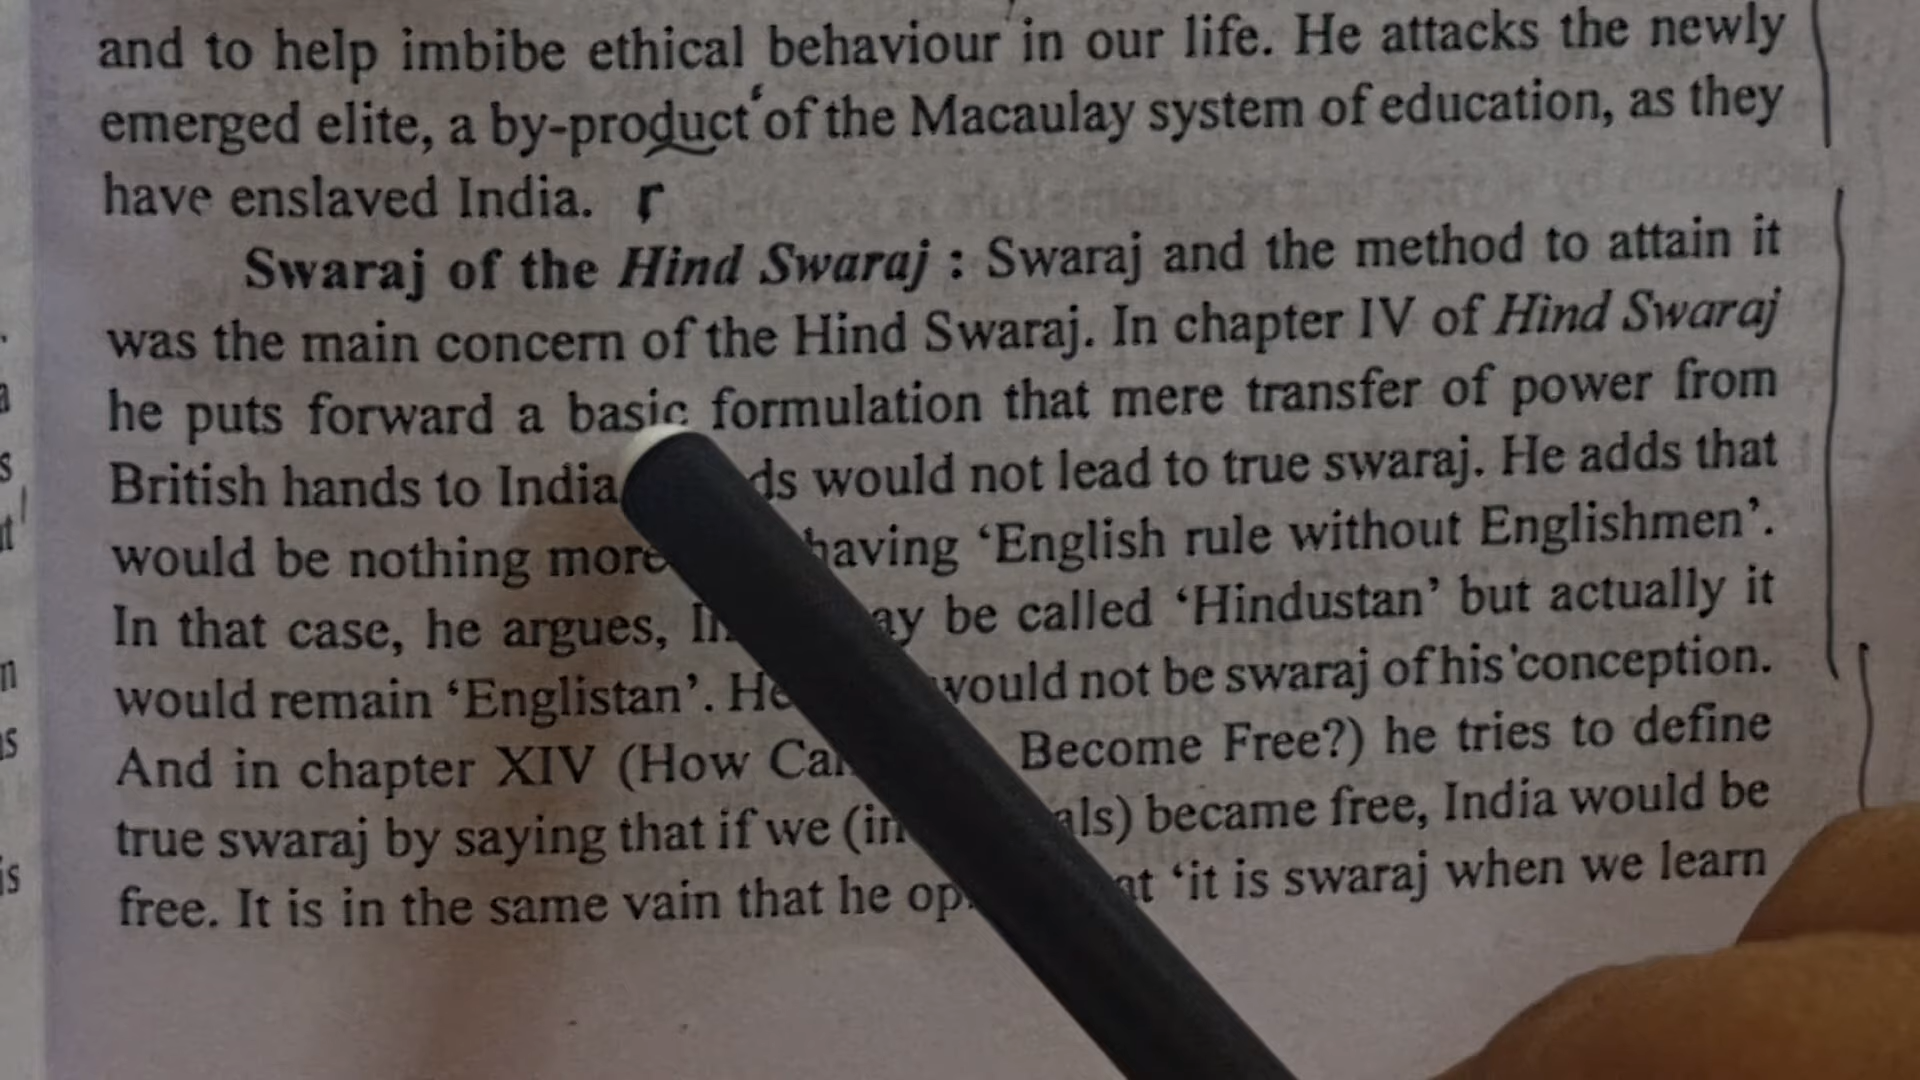 and to help imbibe ethical behaviour in our life. He attacks the newly
emerged elite, a by-product of the Macaulay system of education, as they
have enslaved India.
Swaraj of the Hind Swaraj : Swaraj and the method to attain it
was the main concern of the Hind Swaraj. In chapter IV of Hind Swaraj
he puts forward a basic formulation that mere transfer of power from
British hands to India ds would not lead to true swaraj. He adds that
would be nothing more having ‘English rule without Englishmen’.
In that case, he argues, ay be called ‘Hindustan’ but actually it
would remain ‘Englistan’. would not be swaraj of his conception.
And in chapter XIV (How Become Free?) he tries to define
true swaraj by saying that if we als) became free, India would be
free. It is in the same vain that he at ‘it is swaraj when we learn